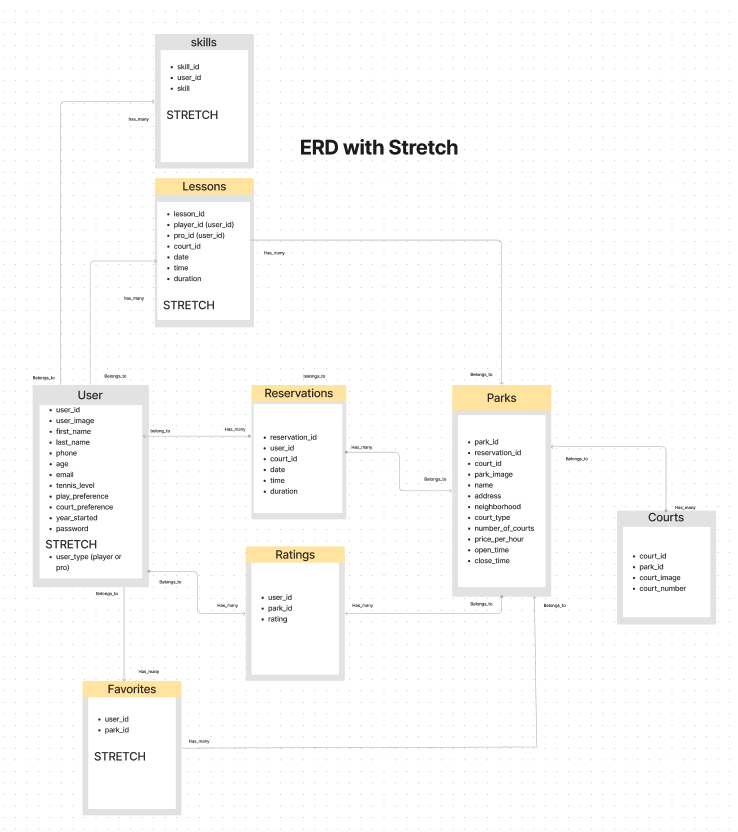 skills
skill_id
user_id
skill
STRETCH
has_many
ERD with Stretch
Lessons
lesson_id
player_id (user_id)
pro_id (user_id)
court_id
date
time
duration
STRETCH
Has_many
has_many
Belongs_to
Belongs_to
belongs_to
Belongs_to
User
user_id
user_image
first_name
last_name
phone
age
email
tennis_level
play_preference
court_preference
year_started
password
STRETCH
user_type (player or
pro)
belong_to
Has_many
Reservations
reservation_id
user_id
court_id
date
time
duration
Has_many
Belongs_to
Parks
park_id
reservation_id
court_id
park_image
name
address
neighborhood
court_type
number_of_courts
price_per_hour
open_time
close_time
Belongs_to
Has_many
Courts
court_id
park_id
court_image
court_number
Ratings
user_id
park_id
rating
Belongs_to
Has_many
Has_many
Belongs_to
Belongs_to
Belongs_to
Has_many
Favorites
user_id
park_id
STRETCH
Has_many